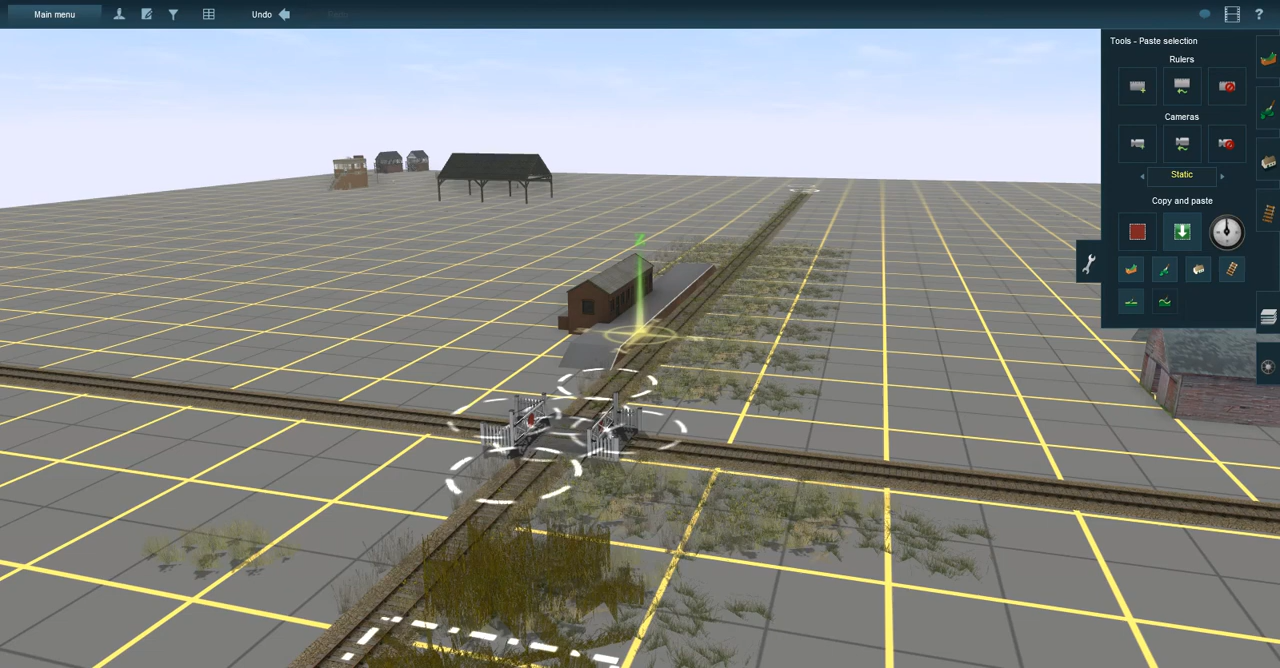 Main menu
Undo
?
Tools - Paste selection
Rulers
Cameras
Static
Copy and paste